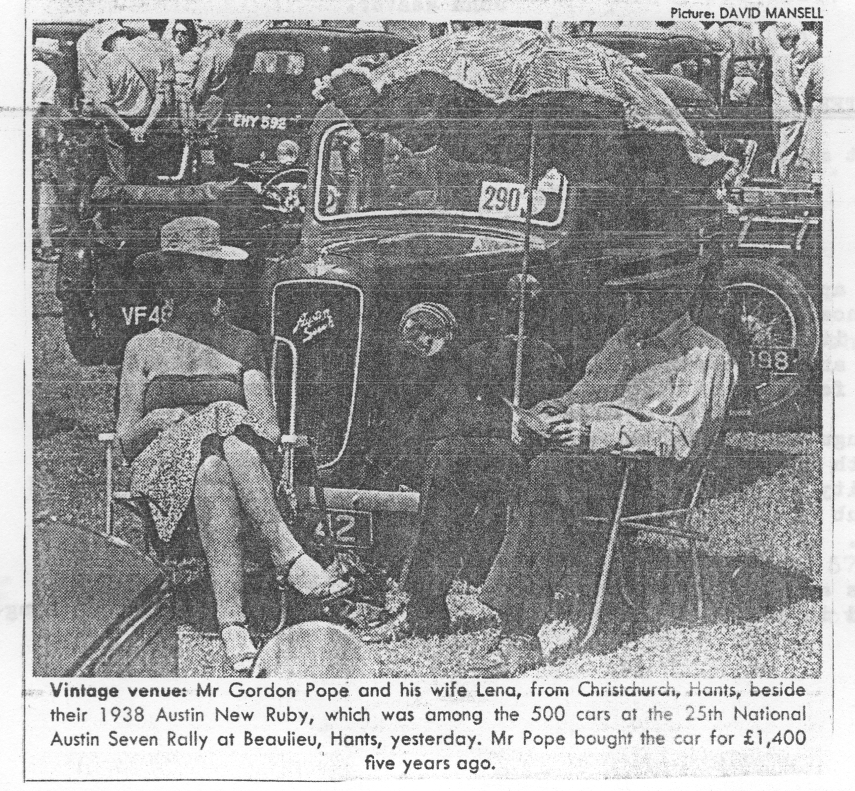 Picture: DAVID MANSELL
EHY 592
290
VF48
Austin
Seven
198
42
Vintage venue: Mr Gordon Pope and his wife Lena, from Christchurch, Hants, beside
their 1938 Austin New Ruby, which was among the 500 cars at the 25th National
Austin Seven Rally at Beaulieu, Hants, yesterday. Mr Pope bought the car for £1,400
five years ago.